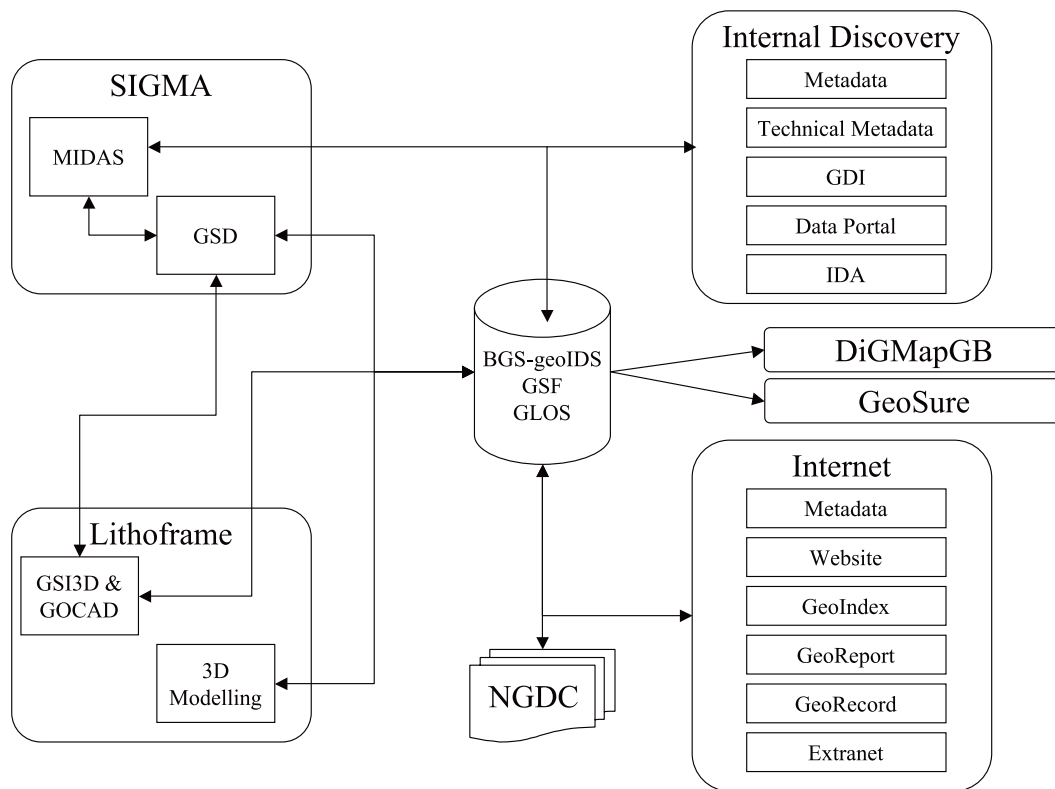 SIGMA
MIDAS
GSD
Internal Discovery
Metadata
Technical Metadata
GDI
Data Portal
IDA
BGS-geoIDS
GSF
GLOS
DiGMapGB
GeoSure
Lithoframe
GSI3D &
GOCAD
3D
Modelling
NGDC
Internet
Metadata
Website
GeoIndex
GeoReport
GeoRecord
Extranet